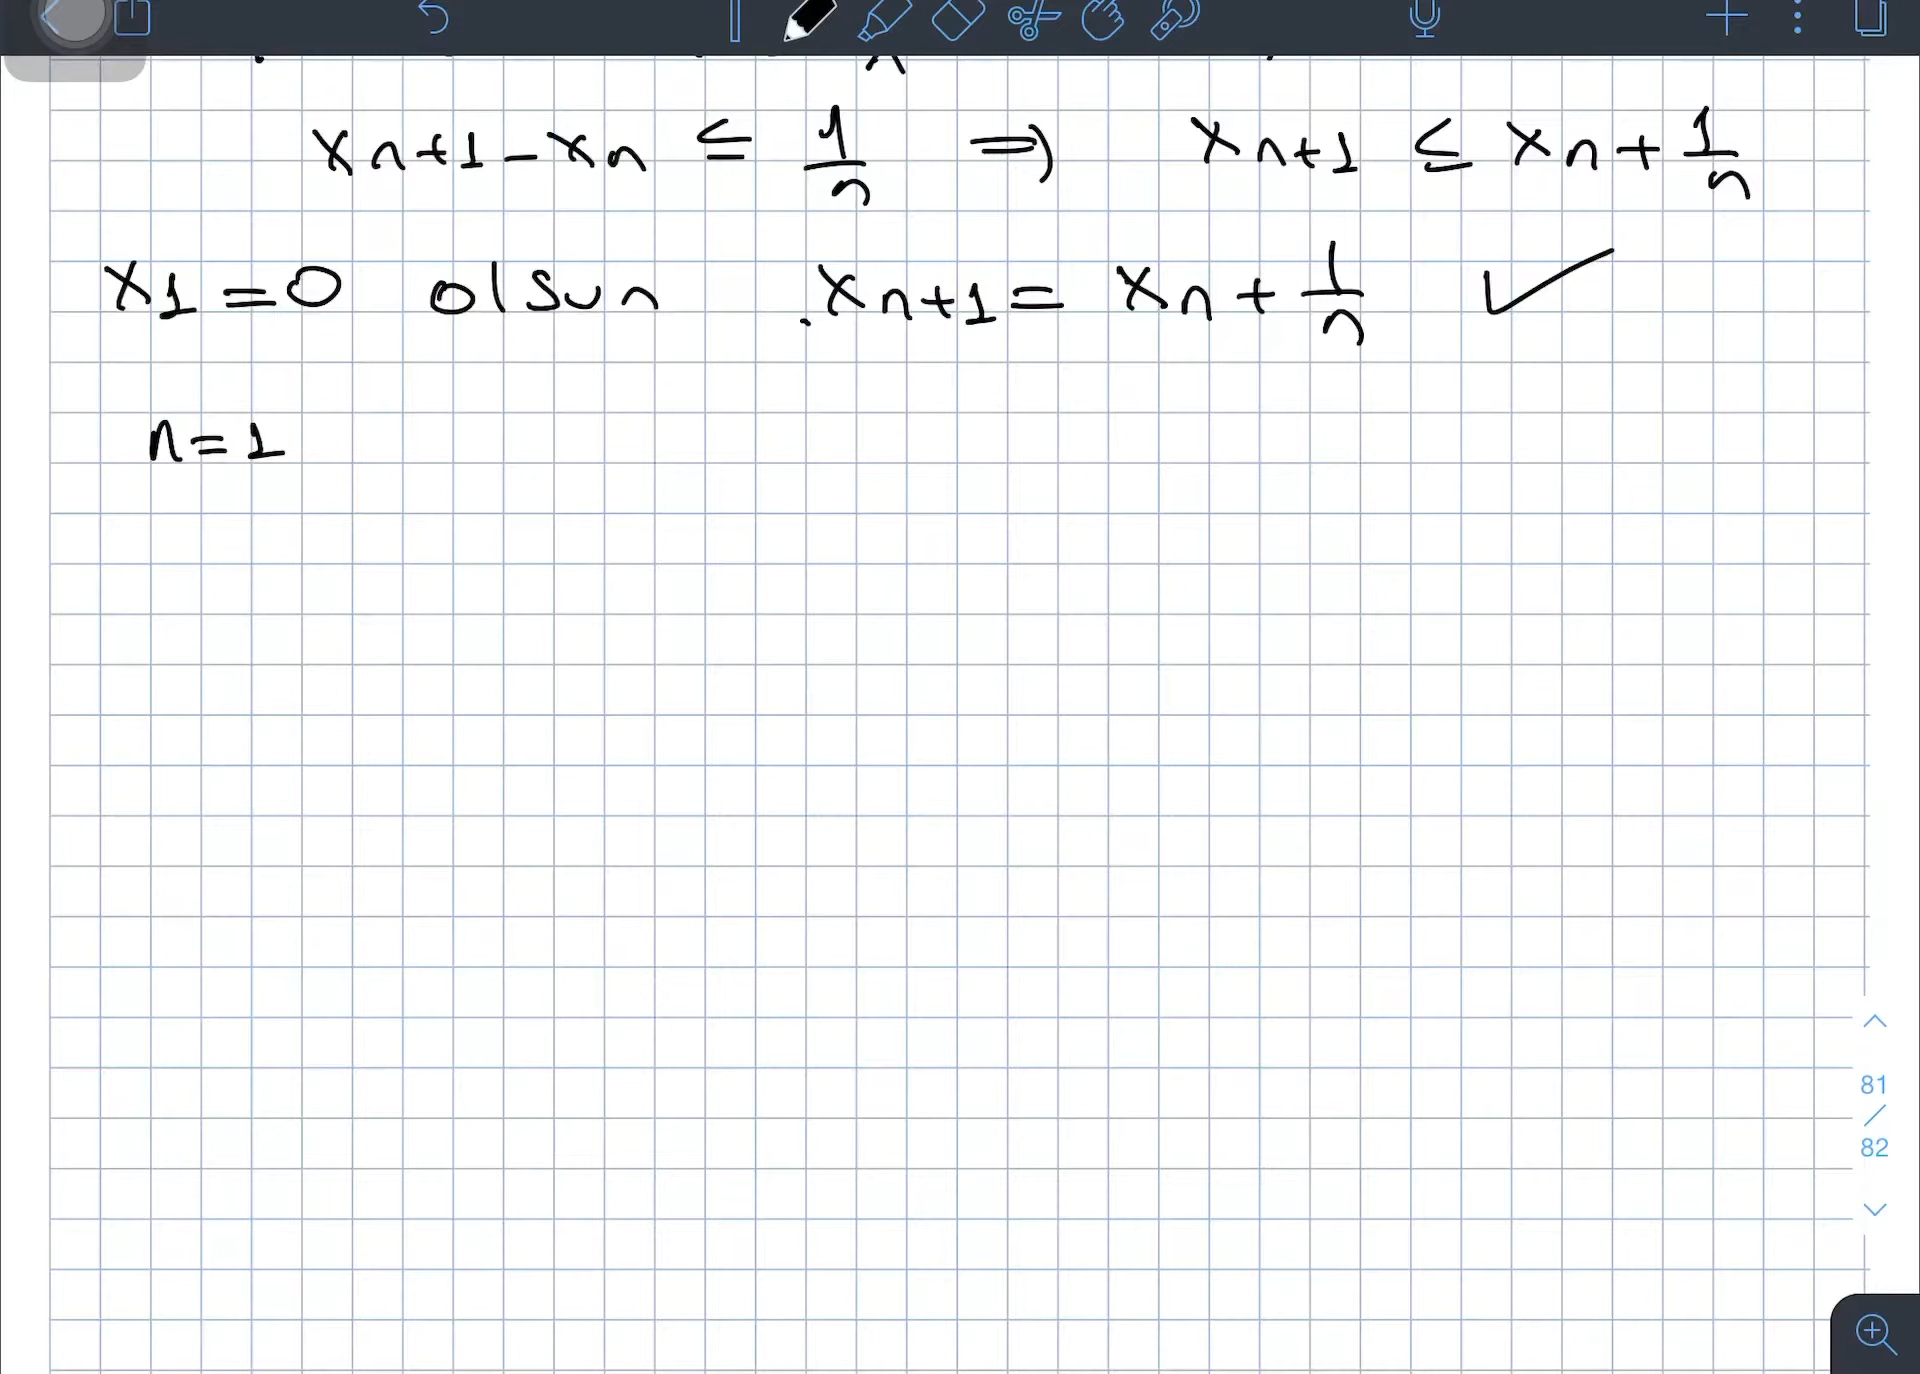 xn+1 - xn ≤ 1/n ⇒ xn+1 ≤ xn + 1/n
x1 = 0 olsun . xn+1 = xn + 1/n ✓
n = 1
81
/
82